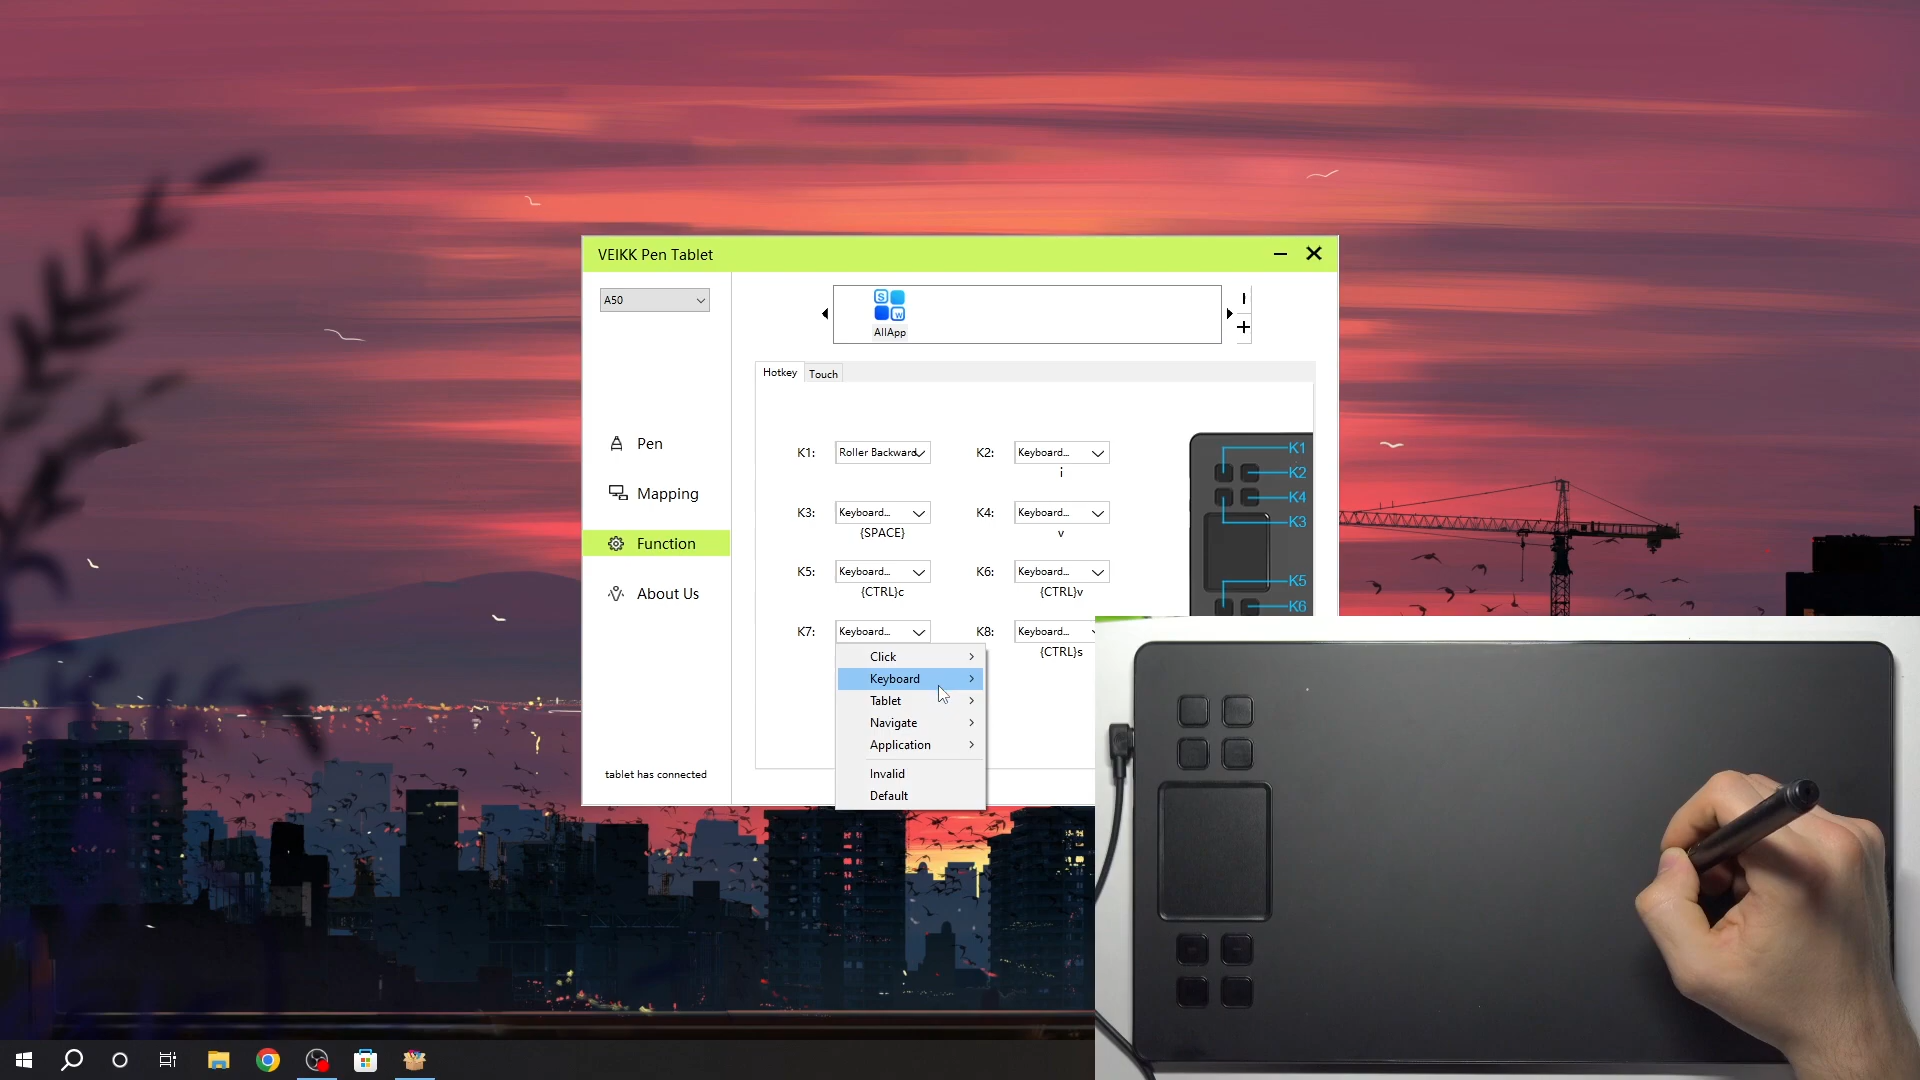 VEIKK Pen Tablet
A50
AllApp
Hotkey
Touch
Pen
Mapping
Function
About Us
tablet has connected
K1:
Roller Backward
K2:
Keyboard...
i
K3:
Keyboard...
{SPACE}
K4:
Keyboard...
v
K5:
Keyboard...
{CTRL}c
K6:
Keyboard...
{CTRL}v
K7:
Keyboard...
K8:
Keyboard...
{CTRL}s
K1
K2
K4
K3
K5
K6
Click
Keyboard
Tablet
Navigate
Application
Invalid
Default